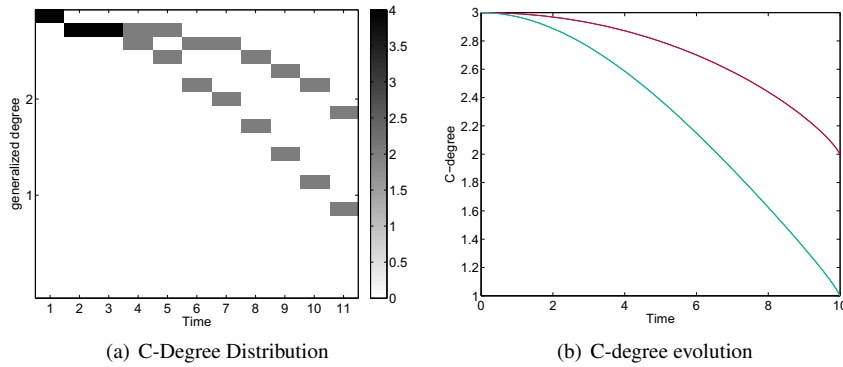 generalized degree
2
1
1 2 3 4 5 6 7 8 9 10 11
Time
4
3.5
3
2.5
2
1.5
1
0.5
0
(a) C-Degree Distribution
C-degree
3
2.8
2.6
2.4
2.2
2
1.8
1.6
1.4
1.2
1
0 2 4 6 8 10
Time
(b) C-degree evolution